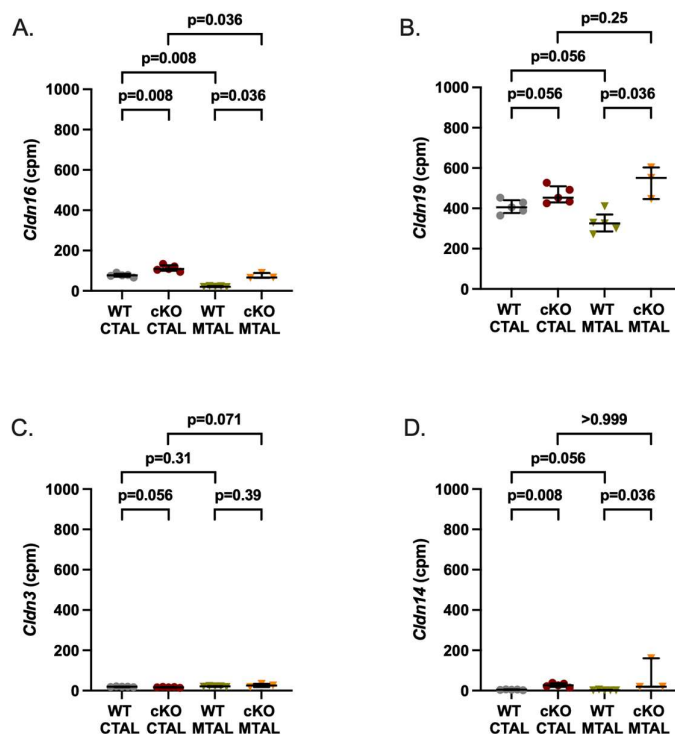 A.
p=0.036
p=0.008
p=0.008 p=0.036
1000
800
600
400
200
0
Cldn16 (cpm)
WT cKO WT cKO
CTAL CTAL MTAL MTAL
B.
p=0.25
p=0.056
p=0.056 p=0.036
1000
800
600
400
200
0
Cldn19 (cpm)
WT cKO WT cKO
CTAL CTAL MTAL MTAL
C.
p=0.071
p=0.31
p=0.056 p=0.39
1000
800
600
400
200
0
Cldn3 (cpm)
WT cKO WT cKO
CTAL CTAL MTAL MTAL
D.
>0.999
p=0.056
p=0.008 p=0.036
1000
800
600
400
200
0
Cldn14 (cpm)
WT cKO WT cKO
CTAL CTAL MTAL MTAL